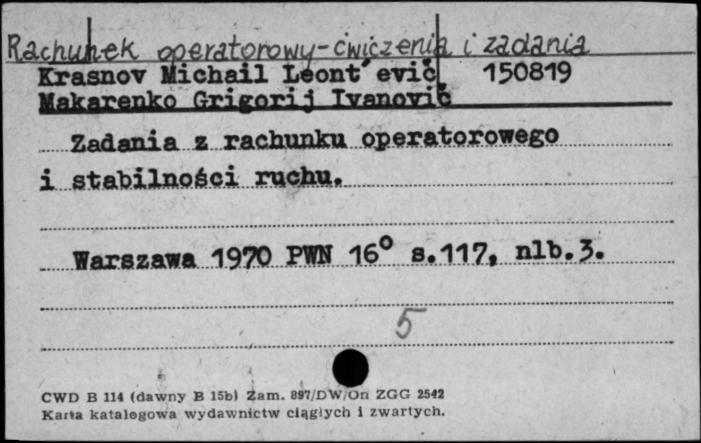 Rachunek operatorowy-ćwiczenia i zadania
Krasnov Michail Leont'evič 150819
Makarenko Grigorij Ivanovič
Zadania z rachunku operatorowego
i stabilności ruchu.
Warszawa 1970 PWN 16° s.117, nlb.3.
5
CWD B 114 (dawny B 15b) Zam. 897/DW/On ZGG 2542
Karta katalogowa wydawnictw ciągłych i zwartych.